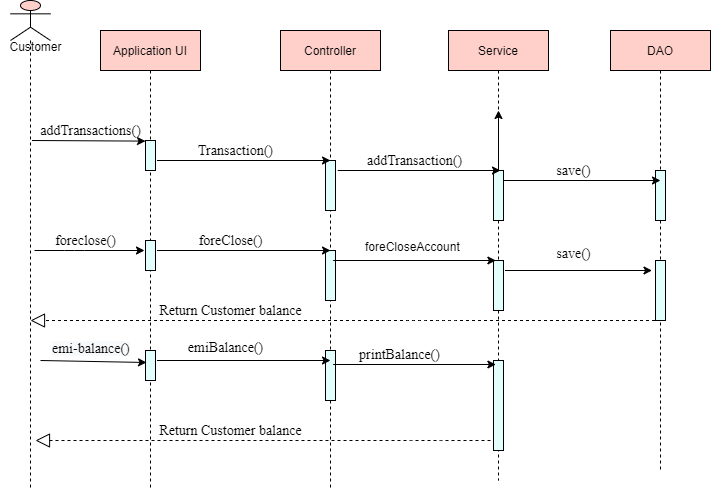 Customer
Application UI
Controller
Service
DAO
addTransactions()
Transaction()
addTransaction()
save()
foreclose()
foreClose()
foreCloseAccount
save()
Return Customer balance
emi-balance()
emiBalance()
printBalance()
Return Customer balance